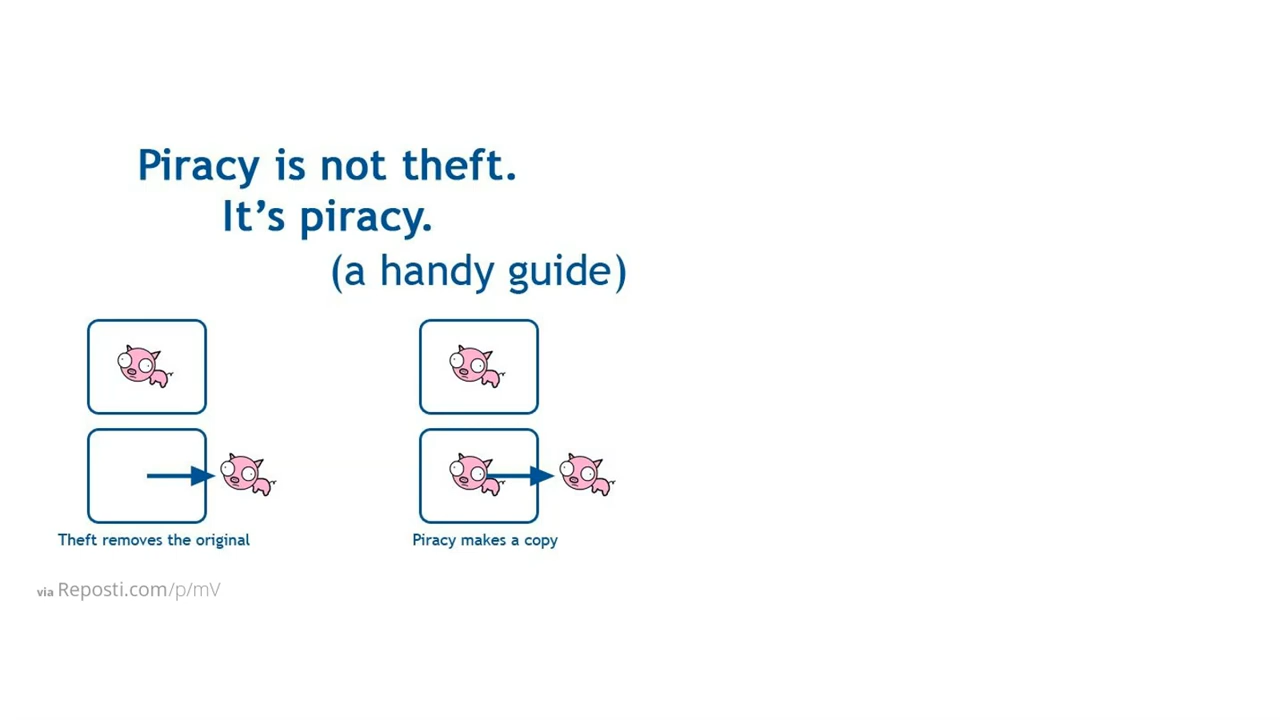 Piracy is not theft.
It’s piracy.
(a handy guide)
Theft removes the original
Piracy makes a copy
via Reposti.com/p/mV